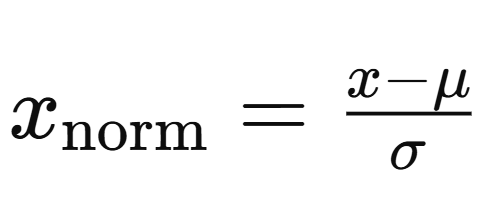 x_norm = (x − μ) / σ